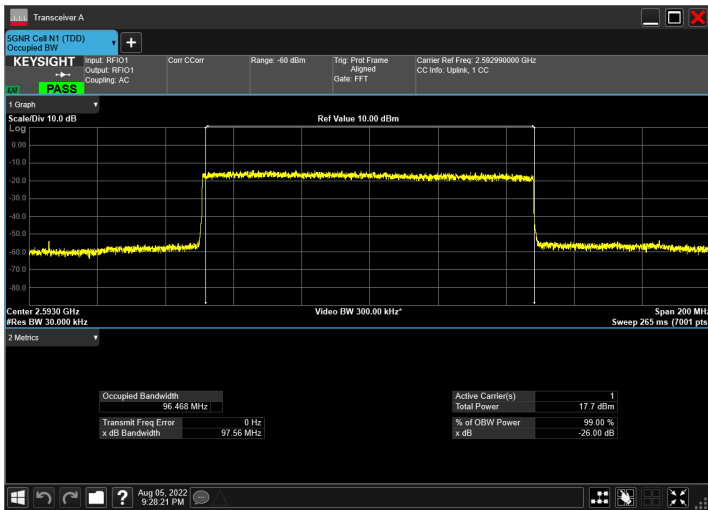 Transceiver A
5GNR Cell N1 (TDD)
Occupied BW
KEYSIGHT
Input: RFIO1
Output: RFIO1
Coupling: AC
Corr CCorr
Range: -60 dBm
Trig: Prot Frame
Aligned
Gate: FFT
Carrier Ref Freq: 2.592990000 GHz
CC Info: Uplink, 1 CC
LXI
PASS
1 Graph
Scale/Div 10.0 dB
Ref Value 10.00 dBm
Log
0.00
-10.0
-20.0
-30.0
-40.0
-50.0
-60.0
-70.0
-80.0
Center 2.5930 GHz
Video BW 300.00 kHz*
Span 200 MHz
#Res BW 30.000 kHz
Sweep 265 ms (7001 pts
2 Metrics
Occupied Bandwidth
96.468 MHz
Transmit Freq Error 0 Hz
x dB Bandwidth 97.56 MHz
Active Carrier(s) 1
Total Power 17.7 dBm
% of OBW Power 99.00 %
x dB -26.00 dB
?
Aug 05, 2022
9:28:21 PM